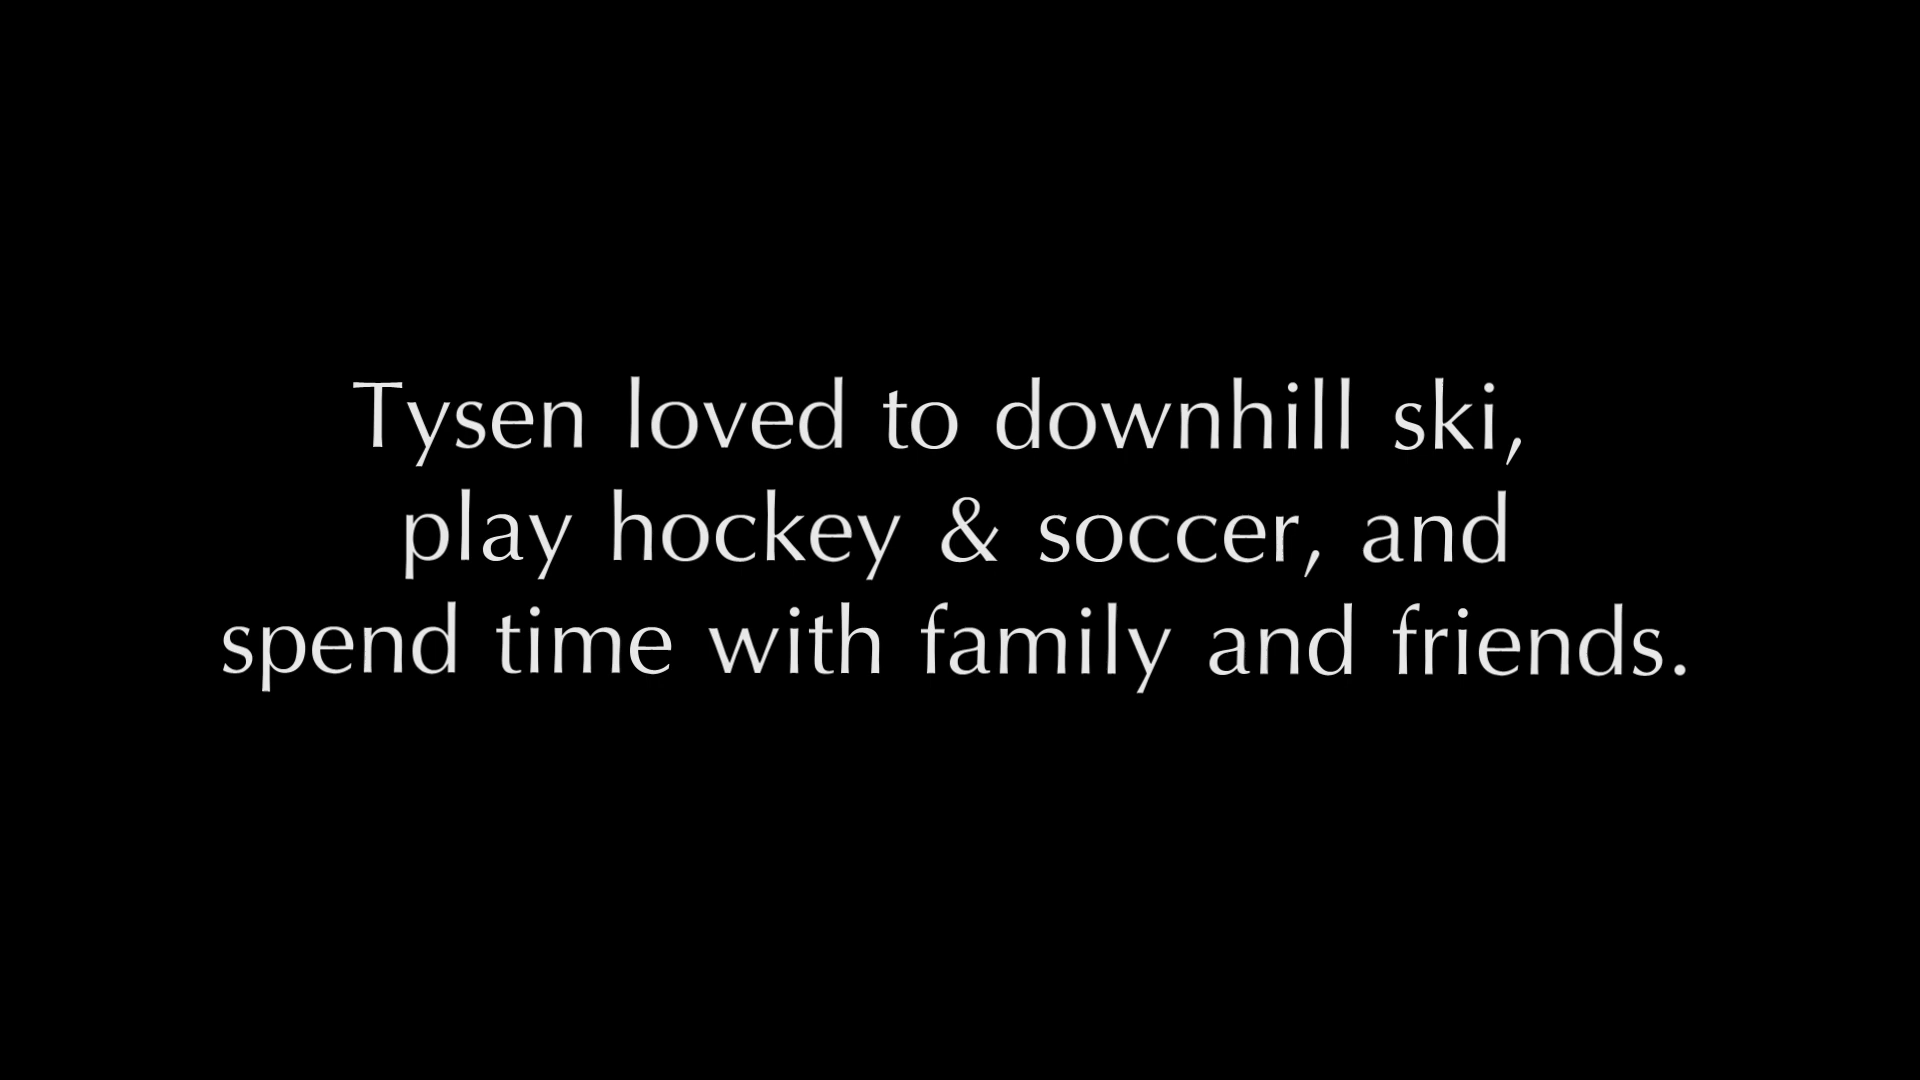 Tysen loved to downhill ski,
play hockey & soccer, and
spend time with family and friends.